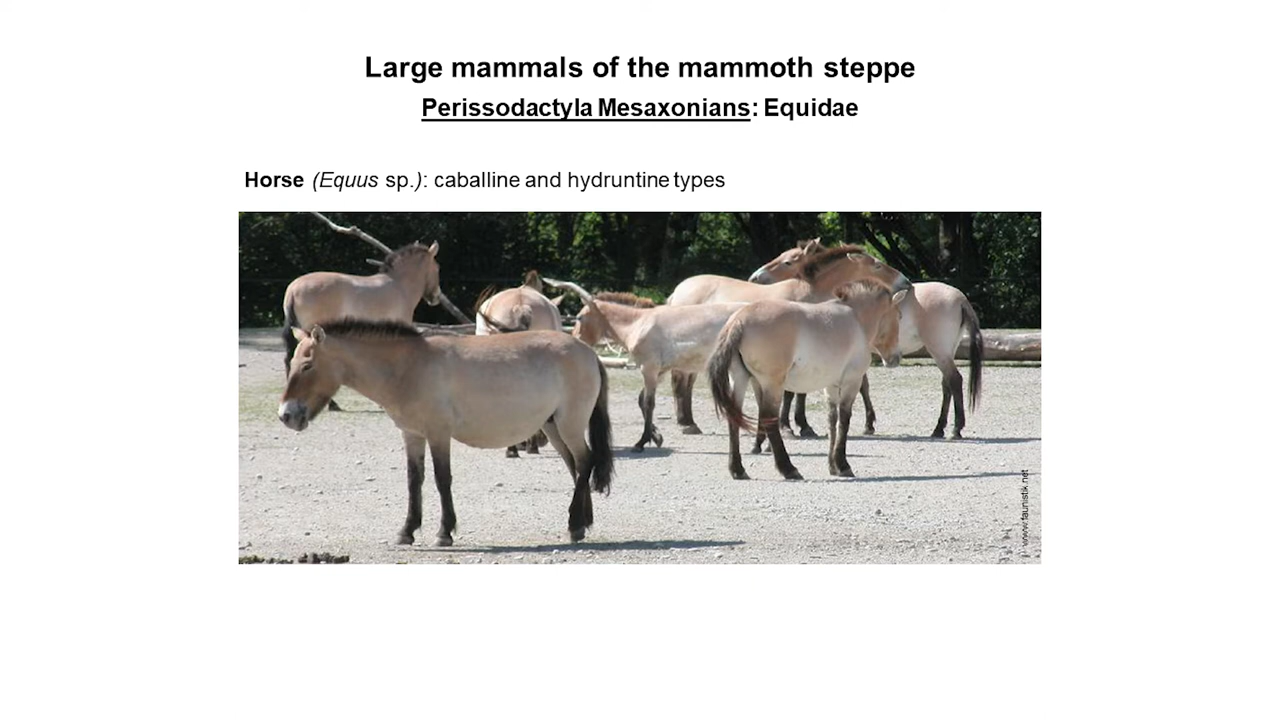 Large mammals of the mammoth steppe
Perissodactyla Mesaxonians: Equidae
Horse (Equus sp.): caballine and hydruntine types
www.faunistik.net